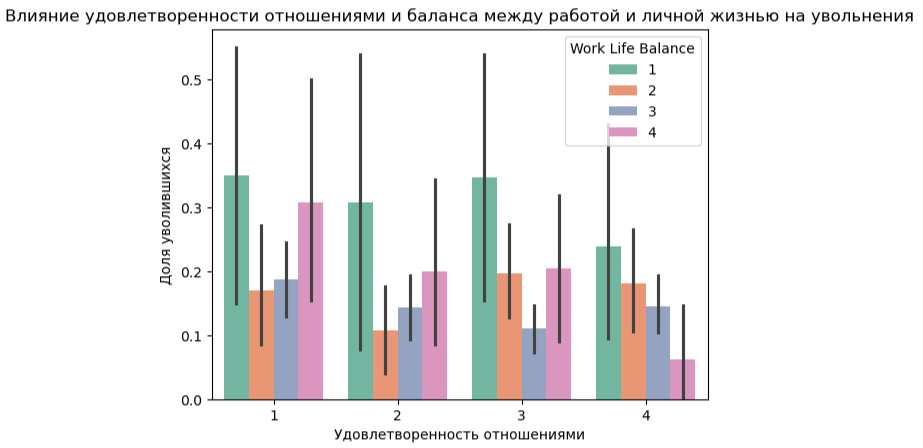 Влияние удовлетворенности отношениями и баланса между работой и личной жизнью на увольнения
Work Life Balance
1
2
3
4
0.5
0.4
0.3
0.2
0.1
0.0
Доля уволившихся
1 2 3 4
Удовлетворенность отношениями